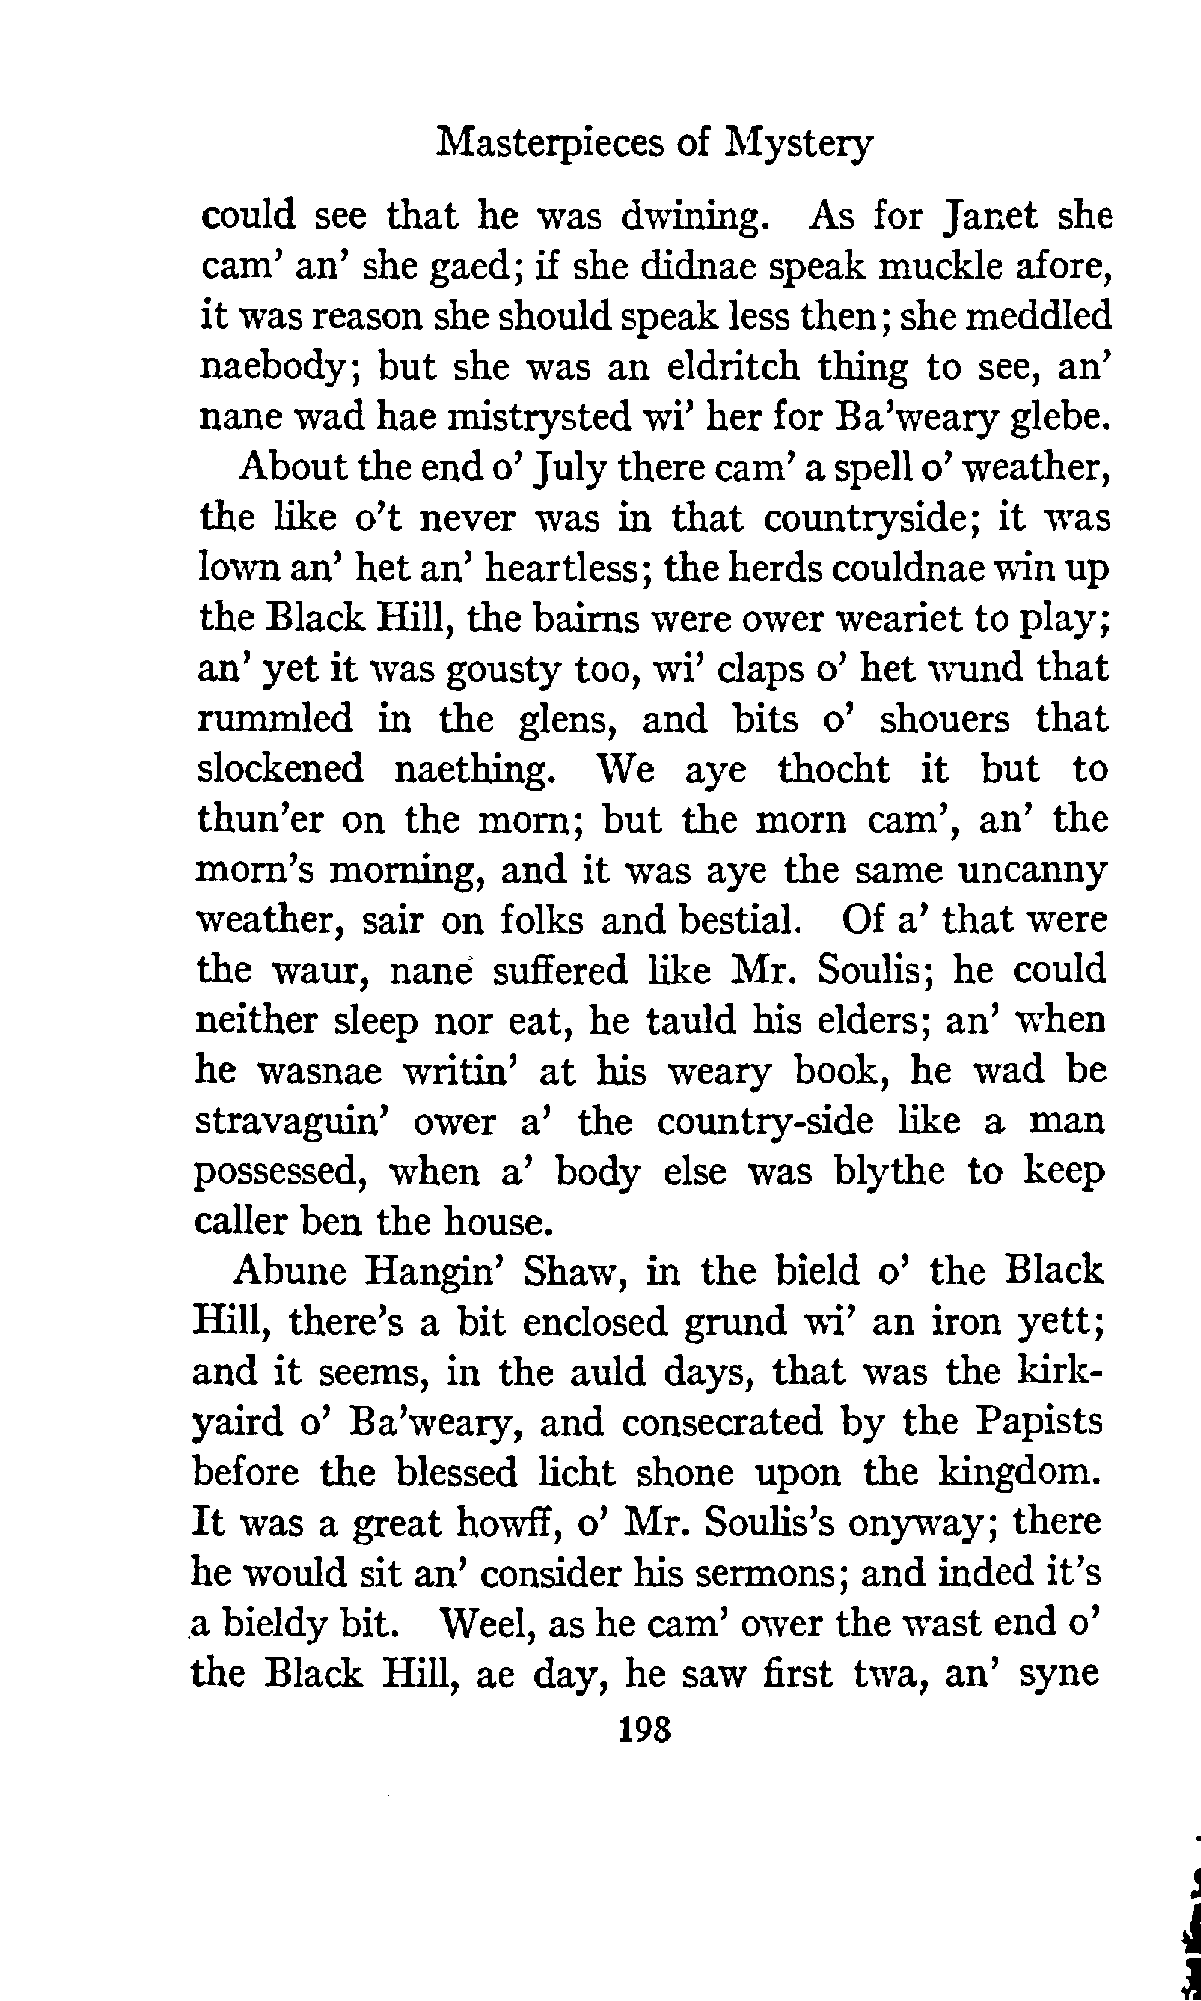 Masterpieces of Mystery
could see that he was dwining. As for Janet she
cam' an' she gaed; if she didnae speak muckle afore,
it was reason she should speak less then; she meddled
naebody; but she was an eldritch thing to see, an'
nane wad hae mistrysted wi' her for Ba'weary glebe.
About the end o' July there cam' a spell o' weather,
the like o't never was in that countryside; it was
lown an' het an' heartless; the herds couldnae win up
the Black Hill, the bairns were ower weariet to play;
an' yet it was gousty too, wi' claps o' het wund that
rummled in the glens, and bits o' shouers that
slockened naething. We aye thocht it but to
thun'er on the morn; but the morn cam', an' the
morn's morning, and it was aye the same uncanny
weather, sair on folks and bestial. Of a' that were
the waur, nane suffered like Mr. Soulis; he could
neither sleep nor eat, he tauld his elders; an' when
he wasnae writin' at his weary book, he wad be
stravaguin' ower a' the country-side like a man
possessed, when a' body else was blythe to keep
caller ben the house.
Abune Hangin' Shaw, in the bield o' the Black
Hill, there's a bit enclosed grund wi' an iron yett;
and it seems, in the auld days, that was the kirk-
yaird o' Ba'weary, and consecrated by the Papists
before the blessed licht shone upon the kingdom.
It was a great howff, o' Mr. Soulis's onyway; there
he would sit an' consider his sermons; and inded it's
a bieldy bit. Weel, as he cam' ower the wast end o'
the Black Hill, ae day, he saw first twa, an' syne
198